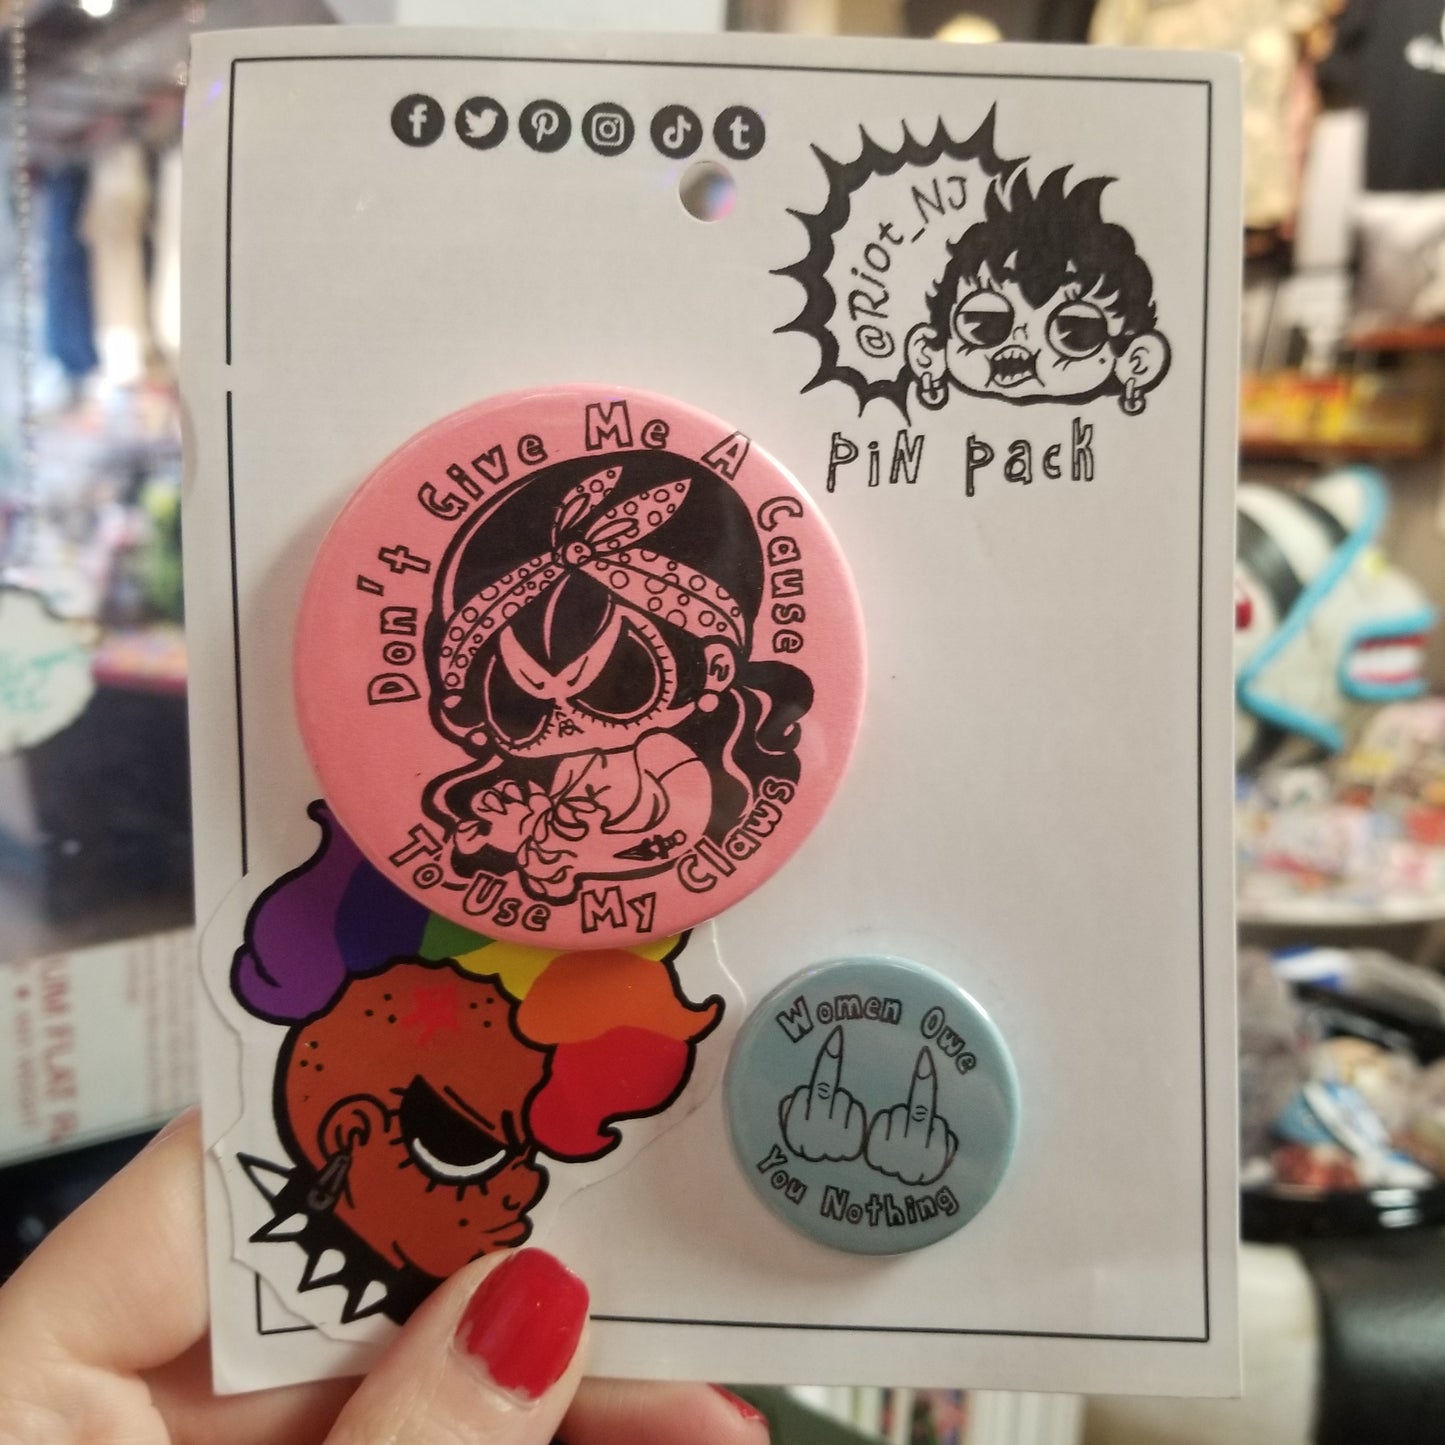 @Riot_NJ
PiN pack
Don't Give Me A Cause
To Use My Claws
Women Owe
You Nothing